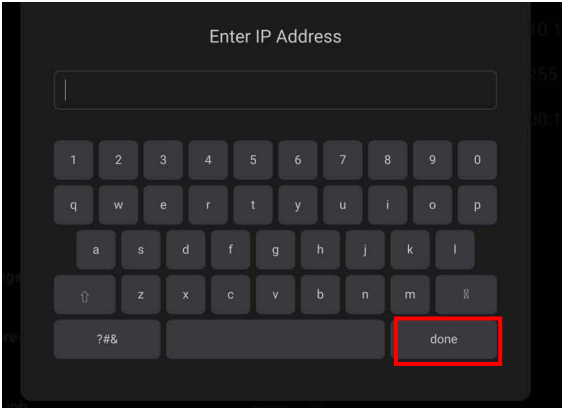 Enter IP Address
1 2 3 4 5 6 7 8 9 0
q w e r t y u i o p
a s d f g h j k l
z x c v b n m
?#& done